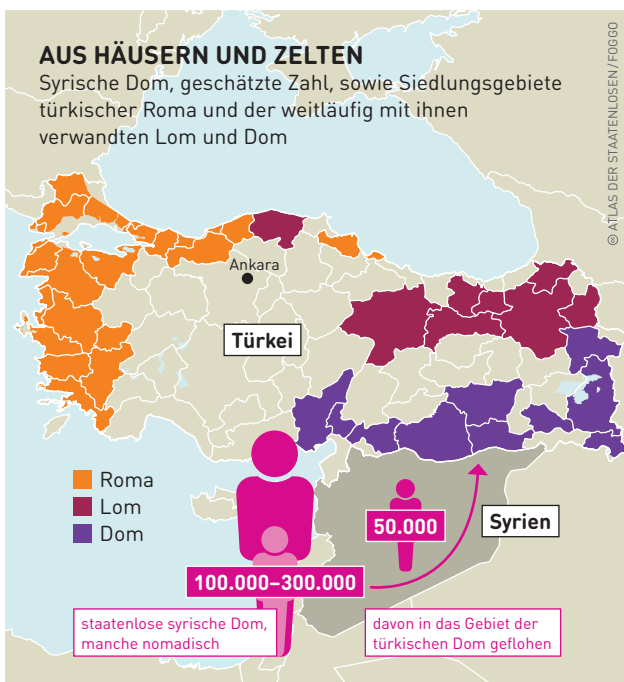 AUS HÄUSERN UND ZELTEN
Syrische Dom, geschätzte Zahl, sowie Siedlungsgebiete
türkischer Roma und der weitläufig mit ihnen
verwandten Lom und Dom
ATLAS DER STAATENLOSEN / FOGGO
Ankara
Türkei
Roma
Lom
Dom
50.000
Syrien
100.000–300.000
staatenlose syrische Dom,
manche nomadisch
davon in das Gebiet der
türkischen Dom geflohen